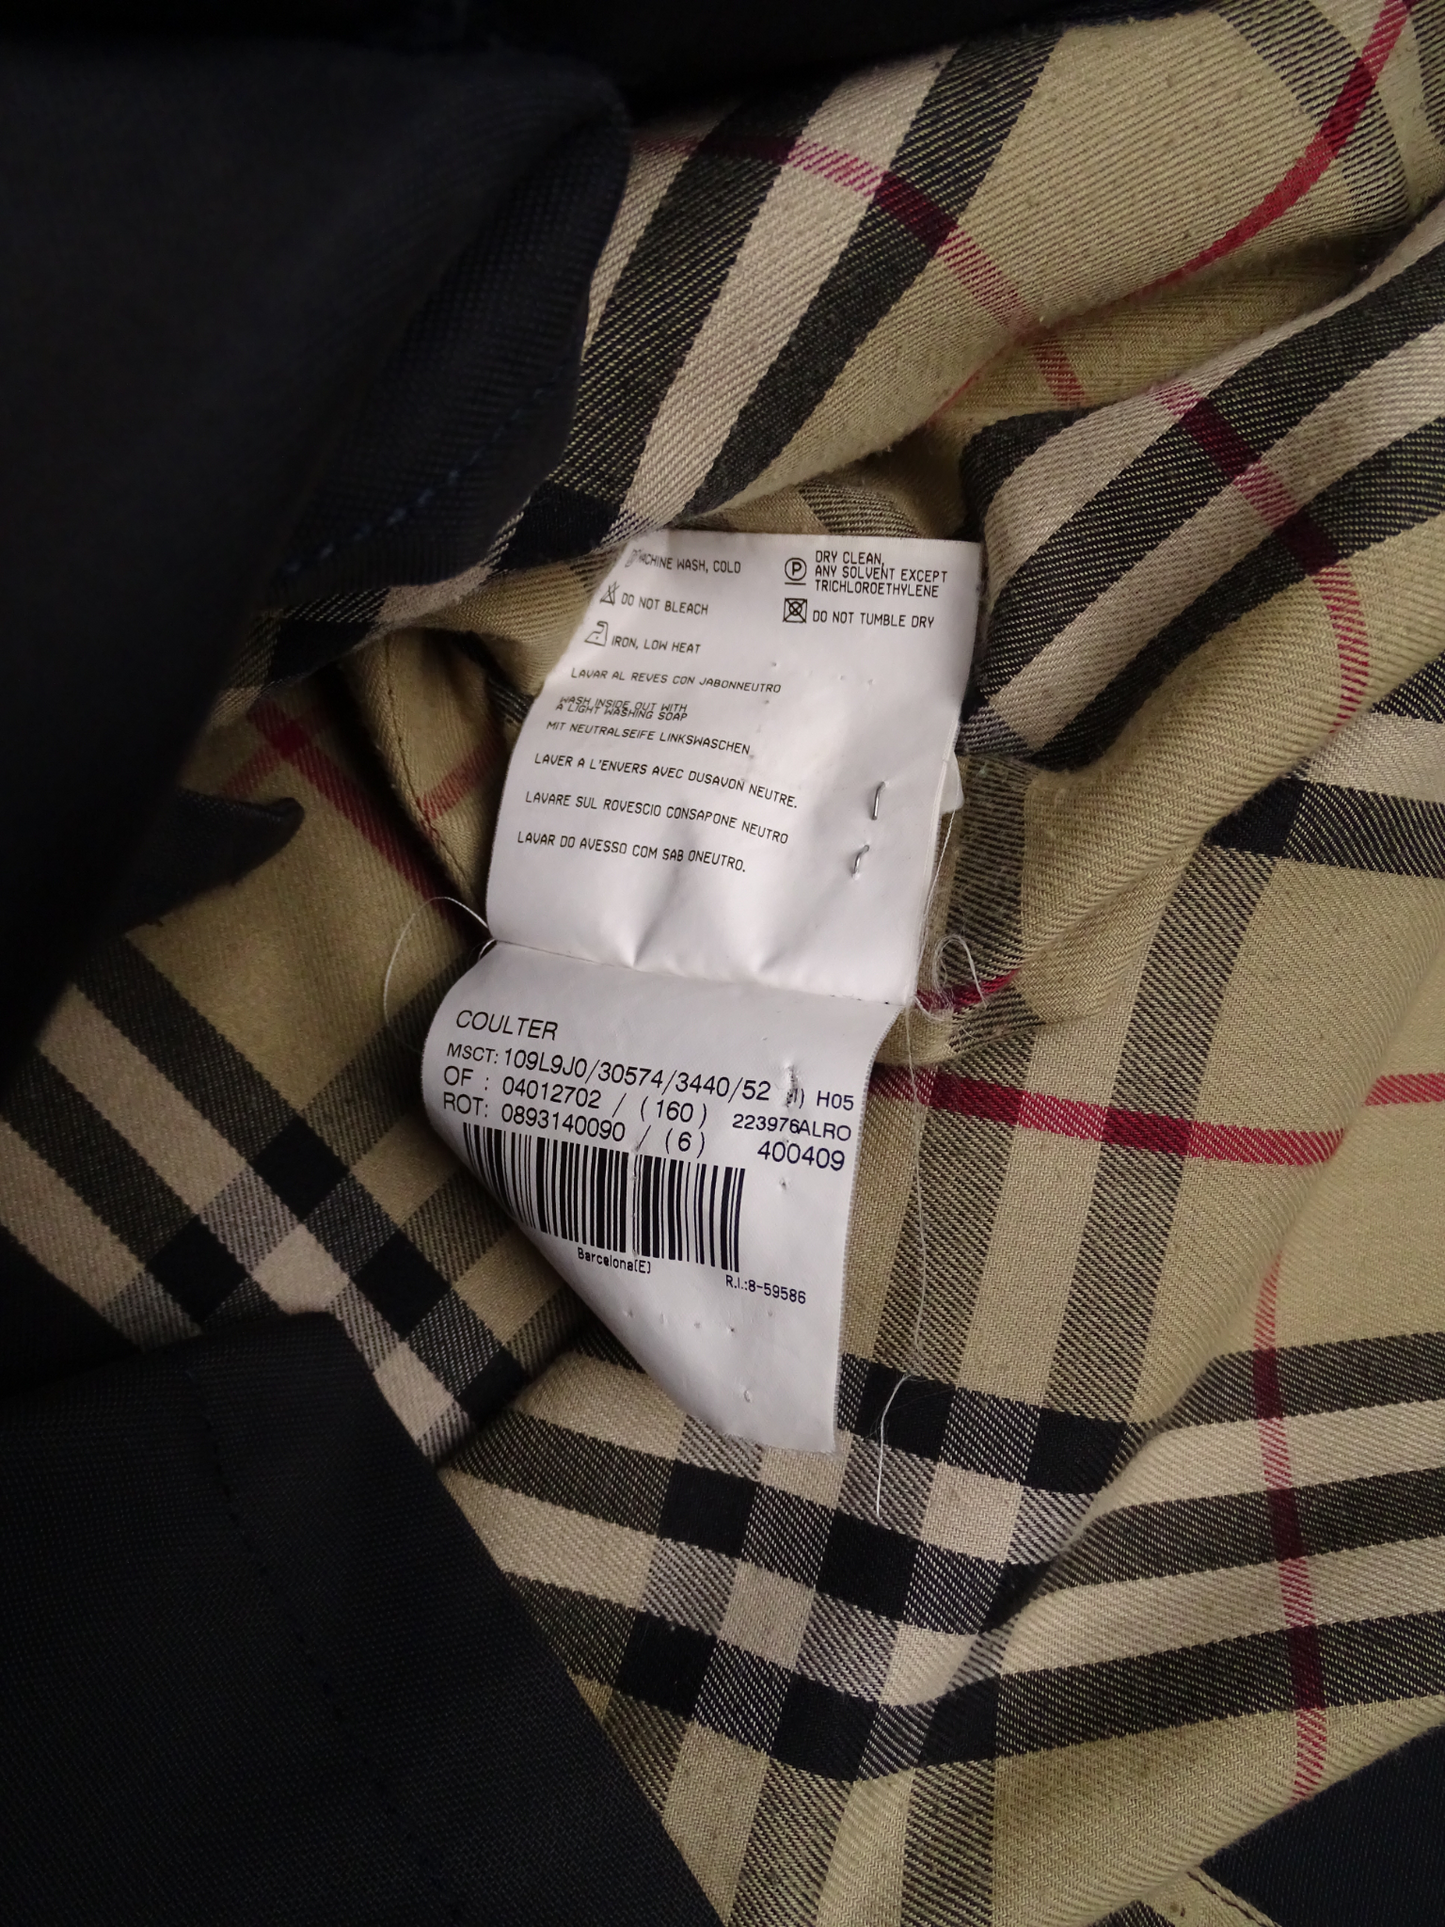 MACHINE WASH, COLD
DO NOT BLEACH
IRON, LOW HEAT
P
DRY CLEAN,
ANY SOLVENT EXCEPT
TRICHLOROETHYLENE
DO NOT TUMBLE DRY
LAVAR AL REVES CON JABONNEUTRO
WASH INSIDE OUT WITH
A LIGHT WASHING SOAP
MIT NEUTRALSEIFE LINKSWASCHEN
LAVER A L'ENVERS AVEC DUSAVON NEUTRE.
LAVARE SUL ROVESCIO CONSAPONE NEUTRO
LAVAR DO AVESSO COM SAB ONEUTRO.
COULTER
MSCT: 109L9J0/30574/3440/52 H05
OF : 04012702 / (160) 223976ALRO
ROT: 0893140090 / (6) 400409
Barcelona(E)
R.I.:8-59586